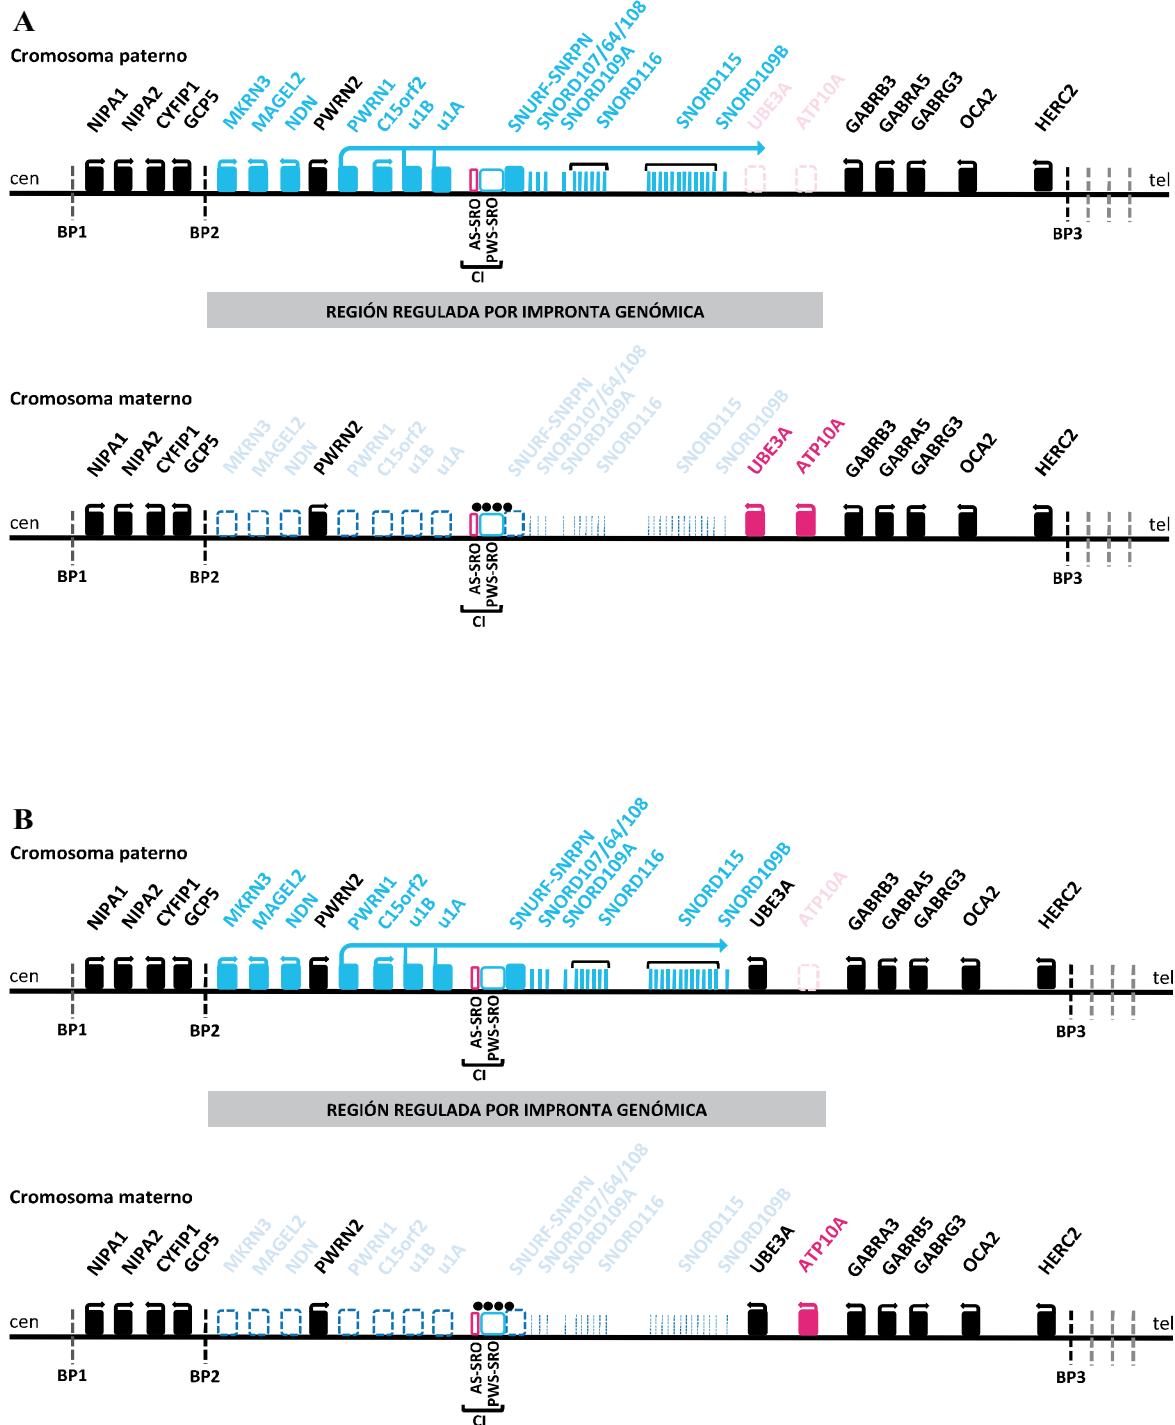 A
Cromosoma paterno
NIPA1 NIPA2 CYFIP1 GCP5 MKRN3 MAGEL2 NDN PWRN2 PWRN1 C15orf2 u1B u1A SNURF-SNRPN SNORD107/64/108 SNORD109A SNORD116 SNORD115 SNORD109B UBE3A ATP10A GABRB3 GABRA5 GABRG3 OCA2 HERC2
cen tel
BP1 BP2 AS-SRO PWS-SRO BP3
CI
REGIÓN REGULADA POR IMPRONTA GENÓMICA
Cromosoma materno
NIPA1 NIPA2 CYFIP1 GCP5 MKRN3 MAGEL2 NDN PWRN2 PWRN1 C15orf2 u1B u1A SNURF-SNRPN SNORD107/64/108 SNORD109A SNORD116 SNORD115 SNORD109B UBE3A ATP10A GABRB3 GABRA5 GABRG3 OCA2 HERC2
cen tel
BP1 BP2 AS-SRO PWS-SRO BP3
CI
B
Cromosoma paterno
NIPA1 NIPA2 CYFIP1 GCP5 MKRN3 MAGEL2 NDN PWRN2 PWRN1 C15orf2 u1B u1A SNURF-SNRPN SNORD107/64/108 SNORD109A SNORD116 SNORD115 SNORD109B UBE3A ATP10A GABRB3 GABRA5 GABRG3 OCA2 HERC2
cen tel
BP1 BP2 AS-SRO PWS-SRO BP3
CI
REGIÓN REGULADA POR IMPRONTA GENÓMICA
Cromosoma materno
NIPA1 NIPA2 CYFIP1 GCP5 MKRN3 MAGEL2 NDN PWRN2 PWRN1 C15orf2 u1B u1A SNURF-SNRPN SNORD107/64/108 SNORD109A SNORD116 SNORD115 SNORD109B UBE3A ATP10A GABRA3 GABRB5 GABRG3 OCA2 HERC2
cen tel
BP1 BP2 AS-SRO PWS-SRO BP3
CI